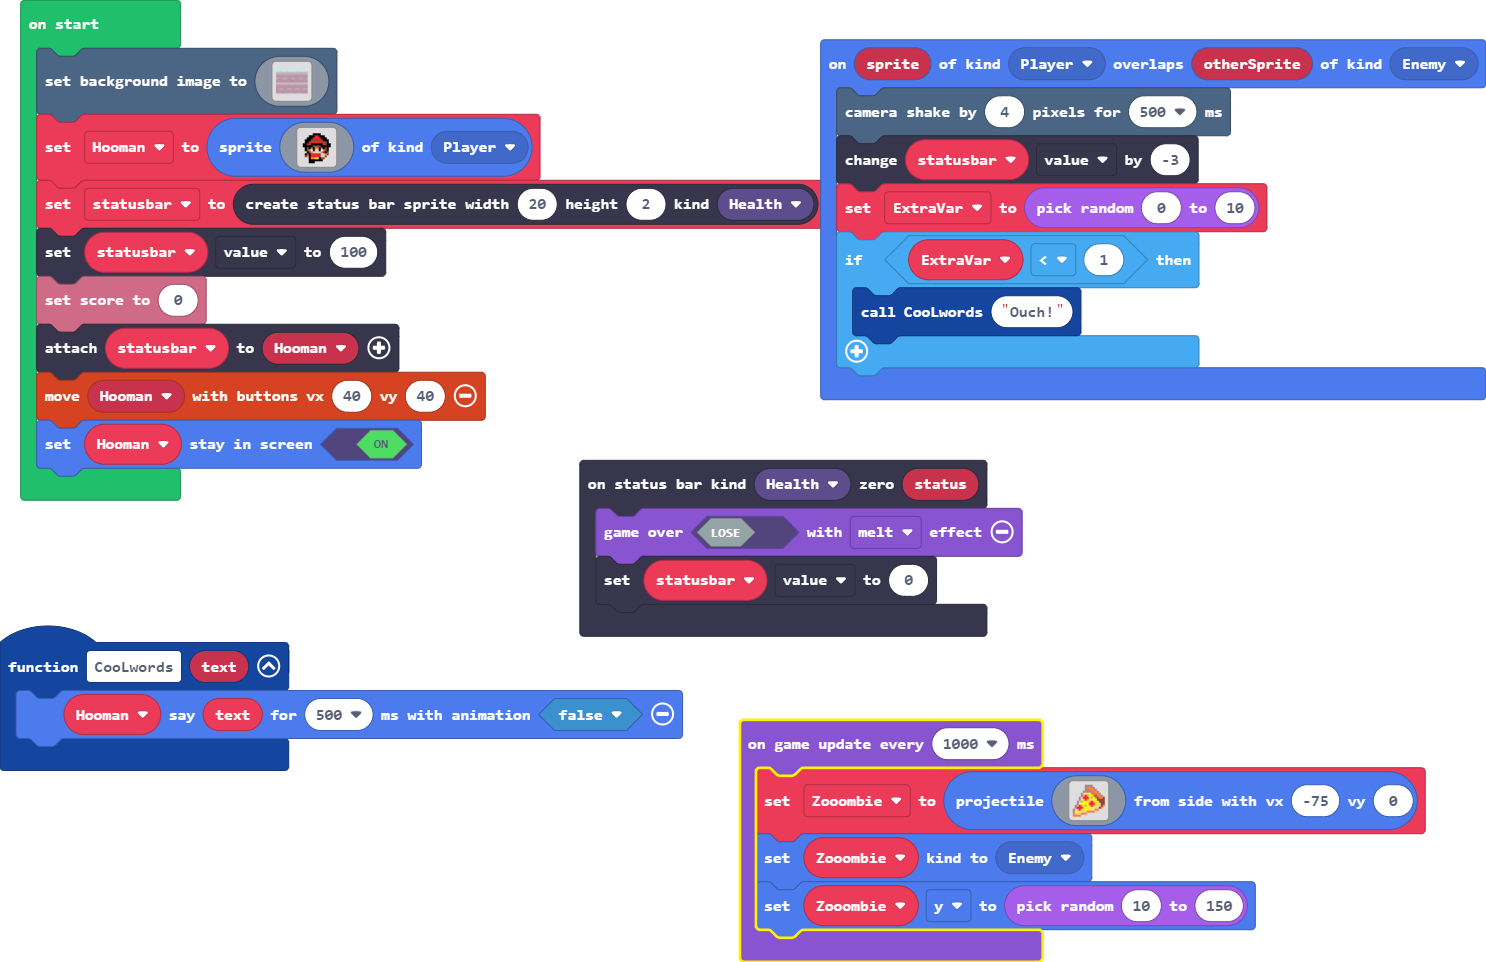 on start
set background image to
set Hooman to sprite of kind Player
set statusbar to create status bar sprite width 20 height 2 kind Health
set statusbar value to 100
set score to 0
attach statusbar to Hooman
move Hooman with buttons vx 40 vy 40
set Hooman stay in screen ON
on sprite of kind Player overlaps otherSprite of kind Enemy
camera shake by 4 pixels for 500 ms
change statusbar value by -3
set ExtraVar to pick random 0 to 10
if ExtraVar < 1 then
call CooLwords "Ouch!"
on status bar kind Health zero status
game over LOSE with melt effect
set statusbar value to 0
function CooLwords text
Hooman say text for 500 ms with animation false
on game update every 1000 ms
set Zooombie to projectile from side with vx -75 vy 0
set Zooombie kind to Enemy
set Zooombie y to pick random 10 to 150